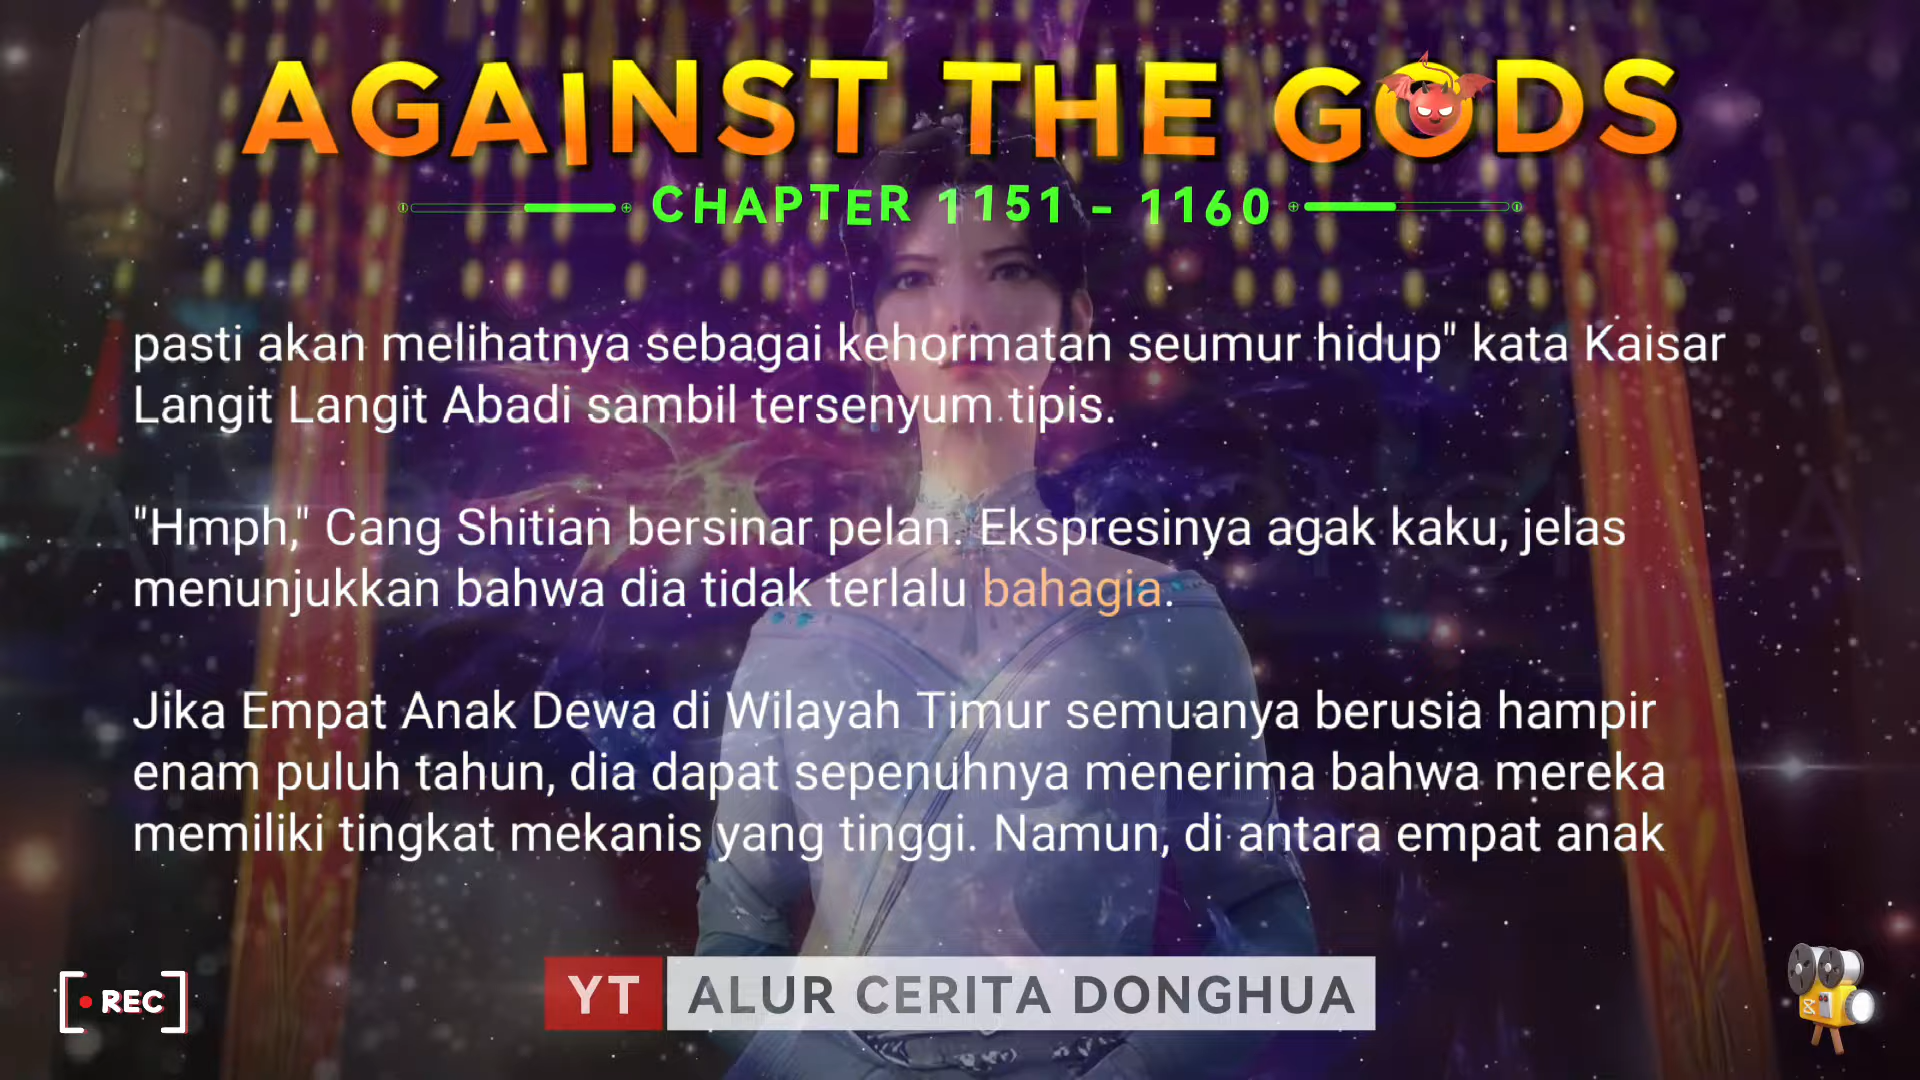 AGAINST THE GODS
CHAPTER 1151 - 1160
pasti akan melihatnya sebagai kehormatan seumur hidup" kata Kaisar
Langit Langit Abadi sambil tersenyum tipis.
"Hmph," Cang Shitian bersinar pelan. Ekspresinya agak kaku, jelas
menunjukkan bahwa dia tidak terlalu bahagia.
Jika Empat Anak Dewa di Wilayah Timur semuanya berusia hampir
enam puluh tahun, dia dapat sepenuhnya menerima bahwa mereka
memiliki tingkat mekanis yang tinggi. Namun, di antara empat anak
REC
YT ALUR CERITA DONGHUA